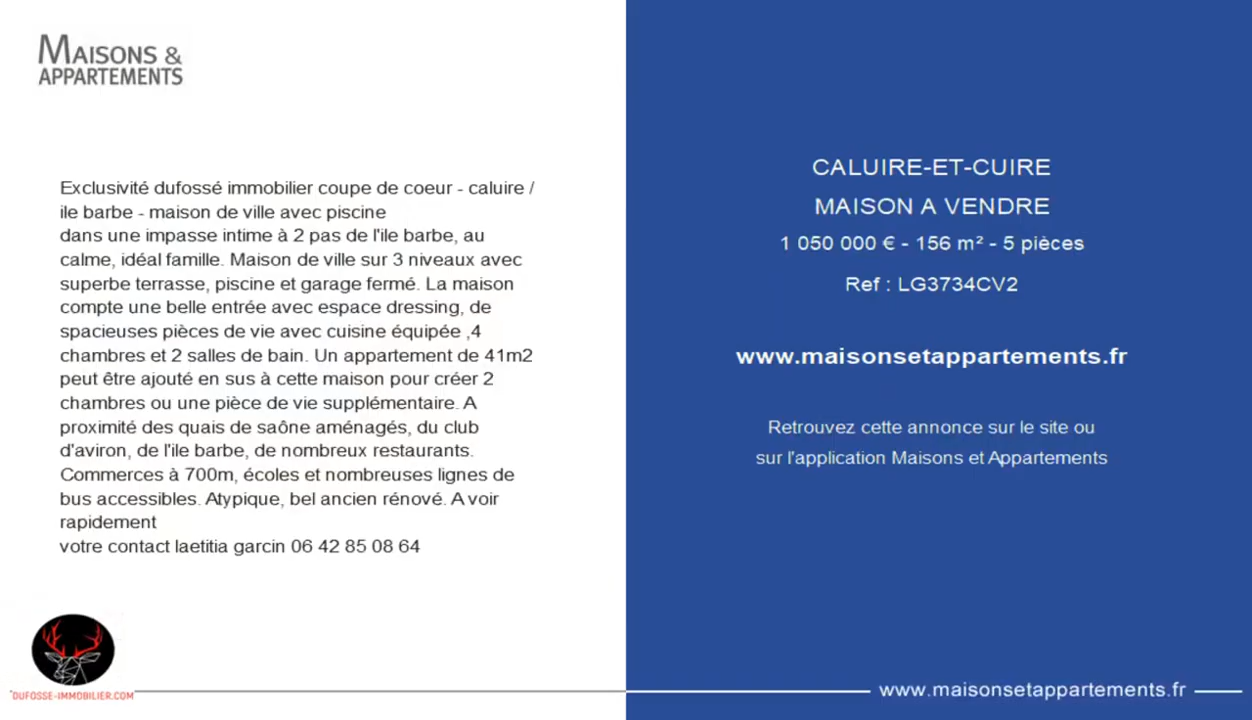 MAISONS &
APPARTEMENTS
Exclusivité dufossé immobilier coupe de coeur - caluire /
ile barbe - maison de ville avec piscine
dans une impasse intime à 2 pas de l'ile barbe, au
calme, idéal famille. Maison de ville sur 3 niveaux avec
superbe terrasse, piscine et garage fermé. La maison
compte une belle entrée avec espace dressing, de
spacieuses pièces de vie avec cuisine équipée ,4
chambres et 2 salles de bain. Un appartement de 41m2
peut être ajouté en sus à cette maison pour créer 2
chambres ou une pièce de vie supplémentaire. A
proximité des quais de saône aménagés, du club
d'aviron, de l'ile barbe, de nombreux restaurants.
Commerces à 700m, écoles et nombreuses lignes de
bus accessibles. Atypique, bel ancien rénové. A voir
rapidement
votre contact laetitia garcin 06 42 85 08 64
DUFOSSE-IMMOBILIER.COM
CALUIRE-ET-CUIRE
MAISON A VENDRE
1 050 000 € - 156 m² - 5 pièces
Ref : LG3734CV2
www.maisonsetappartements.fr
Retrouvez cette annonce sur le site ou
sur l'application Maisons et Appartements
www.maisonsetappartements.fr